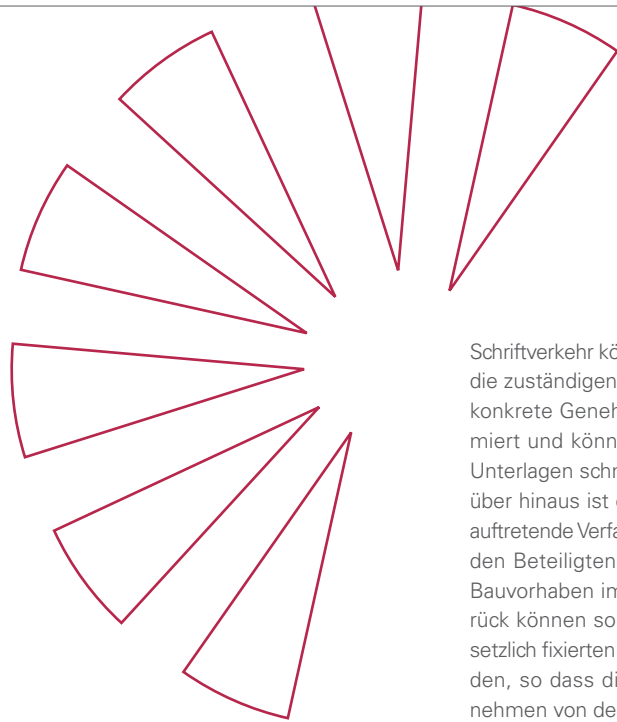 Schriftverkehr kö
die zuständigen
konkrete Geneh
miert und könn
Unterlagen schr
über hinaus ist
auftretende Verfa
den Beteiligten
Bauvorhaben im
rück können so
setzlich fixierten
den, so dass di
nehmen von de